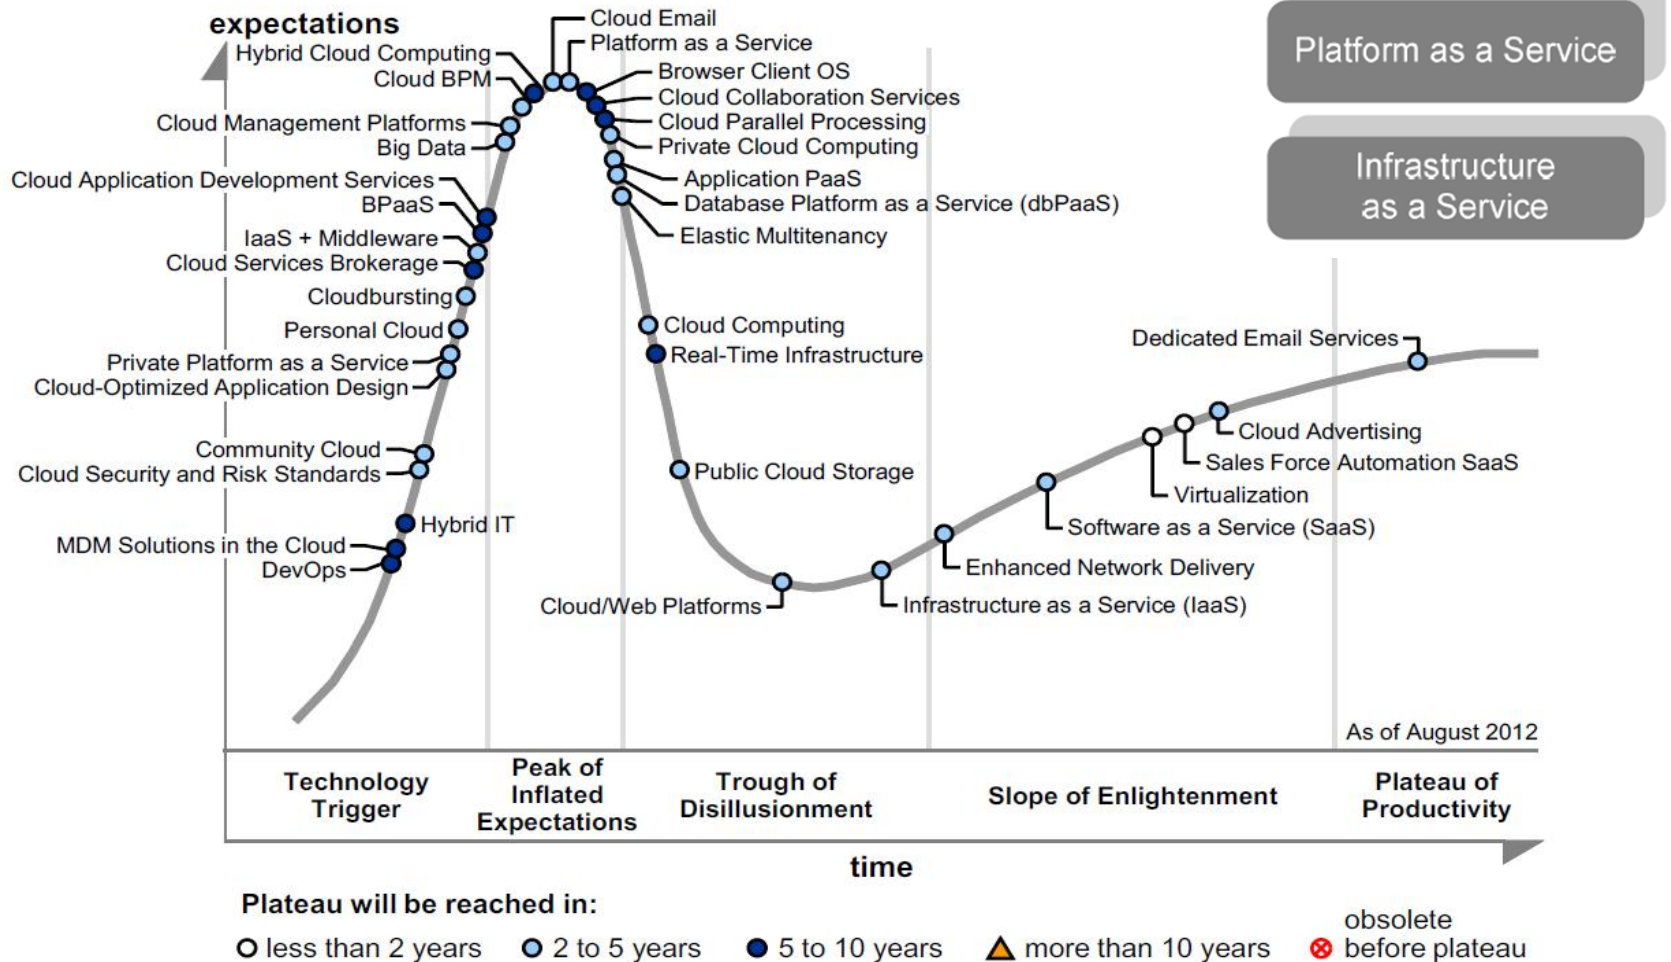 expectations
Cloud Email
Platform as a Service
Hybrid Cloud Computing
Cloud BPM
Browser Client OS
Cloud Collaboration Services
Cloud Management Platforms
Cloud Parallel Processing
Big Data
Private Cloud Computing
Cloud Application Development Services
Application PaaS
BPaaS
Database Platform as a Service (dbPaaS)
IaaS + Middleware
Elastic Multitenancy
Cloud Services Brokerage
Cloudbursting
Personal Cloud
Cloud Computing
Private Platform as a Service
Real-Time Infrastructure
Cloud-Optimized Application Design
Community Cloud
Cloud Security and Risk Standards
Public Cloud Storage
Hybrid IT
MDM Solutions in the Cloud
DevOps
Cloud/Web Platforms
Infrastructure as a Service (IaaS)
Enhanced Network Delivery
Software as a Service (SaaS)
Virtualization
Sales Force Automation SaaS
Cloud Advertising
Dedicated Email Services
Platform as a Service
Infrastructure
as a Service
As of August 2012
Technology
Trigger
Peak of
Inflated
Expectations
Trough of
Disillusionment
Slope of Enlightenment
Plateau of
Productivity
time
Plateau will be reached in:
less than 2 years
2 to 5 years
5 to 10 years
more than 10 years
obsolete
before plateau